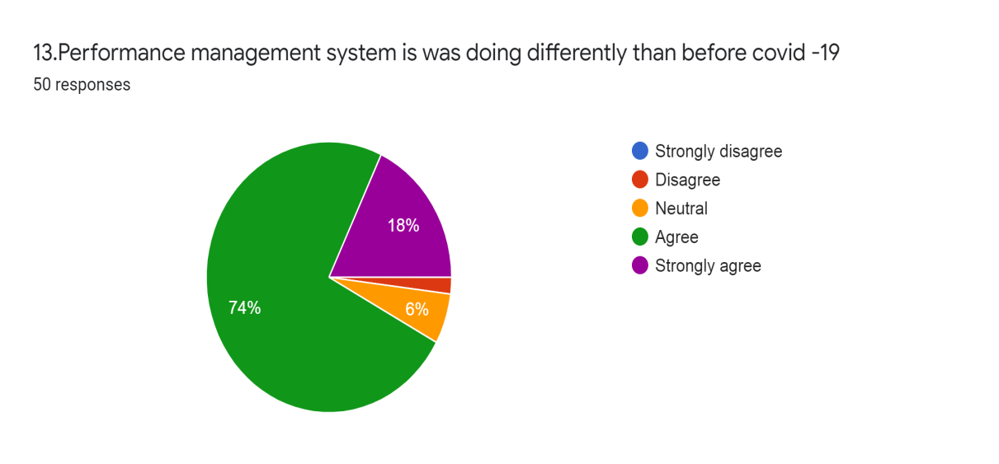 13.Performance management system is was doing differently than before covid -19
50 responses
Strongly disagree
Disagree
Neutral
Agree
Strongly agree
18%
74%
6%